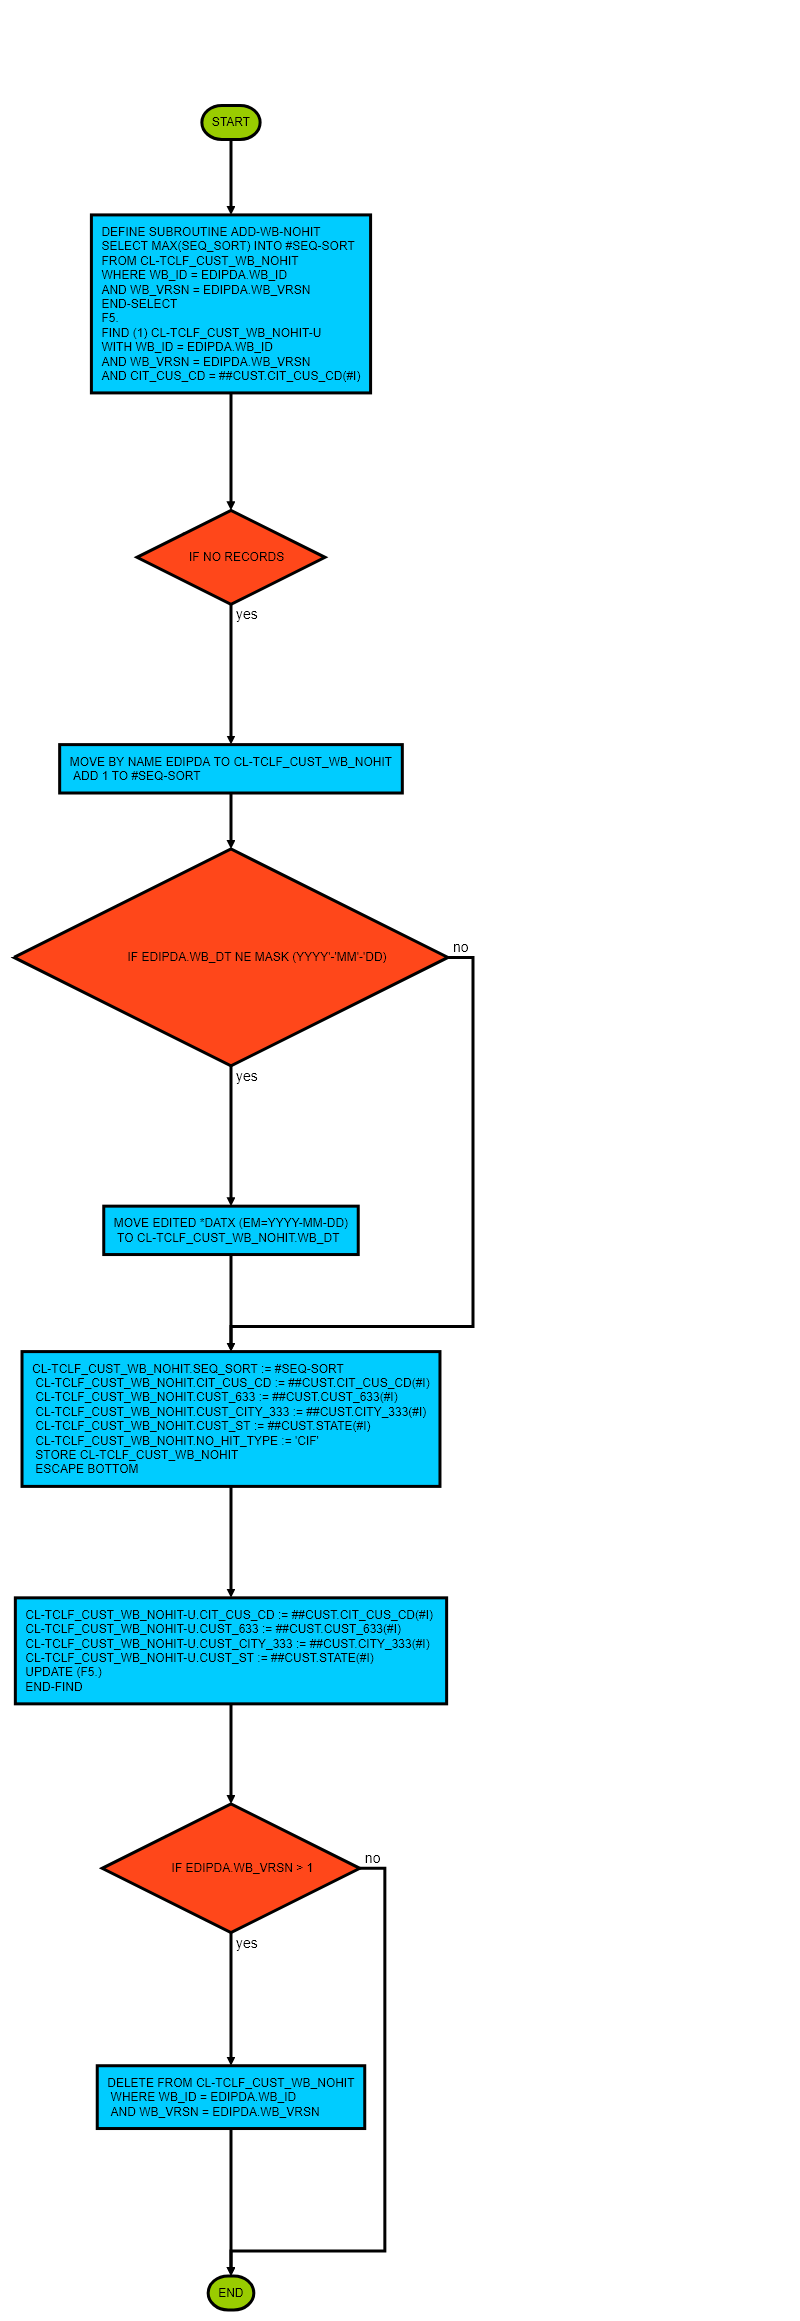 START
DEFINE SUBROUTINE ADD-WB-NOHIT
SELECT MAX(SEQ_SORT) INTO #SEQ-SORT
FROM CL-TCLF_CUST_WB_NOHIT
WHERE WB_ID = EDIPDA.WB_ID
AND WB_VRSN = EDIPDA.WB_VRSN
END-SELECT
F5.
FIND (1) CL-TCLF_CUST_WB_NOHIT-U
WITH WB_ID = EDIPDA.WB_ID
AND WB_VRSN = EDIPDA.WB_VRSN
AND CIT_CUS_CD = ##CUST.CIT_CUS_CD(#I)
IF NO RECORDS
yes
MOVE BY NAME EDIPDA TO CL-TCLF_CUST_WB_NOHIT
ADD 1 TO #SEQ-SORT
IF EDIPDA.WB_DT NE MASK (YYYY'-'MM'-'DD)
no
yes
MOVE EDITED *DATX (EM=YYYY-MM-DD)
TO CL-TCLF_CUST_WB_NOHIT.WB_DT
CL-TCLF_CUST_WB_NOHIT.SEQ_SORT := #SEQ-SORT
CL-TCLF_CUST_WB_NOHIT.CIT_CUS_CD := ##CUST.CIT_CUS_CD(#I)
CL-TCLF_CUST_WB_NOHIT.CUST_633 := ##CUST.CUST_633(#I)
CL-TCLF_CUST_WB_NOHIT.CUST_CITY_333 := ##CUST.CITY_333(#I)
CL-TCLF_CUST_WB_NOHIT.CUST_ST := ##CUST.STATE(#I)
CL-TCLF_CUST_WB_NOHIT.NO_HIT_TYPE := 'CIF'
STORE CL-TCLF_CUST_WB_NOHIT
ESCAPE BOTTOM
CL-TCLF_CUST_WB_NOHIT-U.CIT_CUS_CD := ##CUST.CIT_CUS_CD(#I)
CL-TCLF_CUST_WB_NOHIT-U.CUST_633 := ##CUST.CUST_633(#I)
CL-TCLF_CUST_WB_NOHIT-U.CUST_CITY_333 := ##CUST.CITY_333(#I)
CL-TCLF_CUST_WB_NOHIT-U.CUST_ST := ##CUST.STATE(#I)
UPDATE (F5.)
END-FIND
IF EDIPDA.WB_VRSN > 1
no
yes
DELETE FROM CL-TCLF_CUST_WB_NOHIT
WHERE WB_ID = EDIPDA.WB_ID
AND WB_VRSN = EDIPDA.WB_VRSN
END